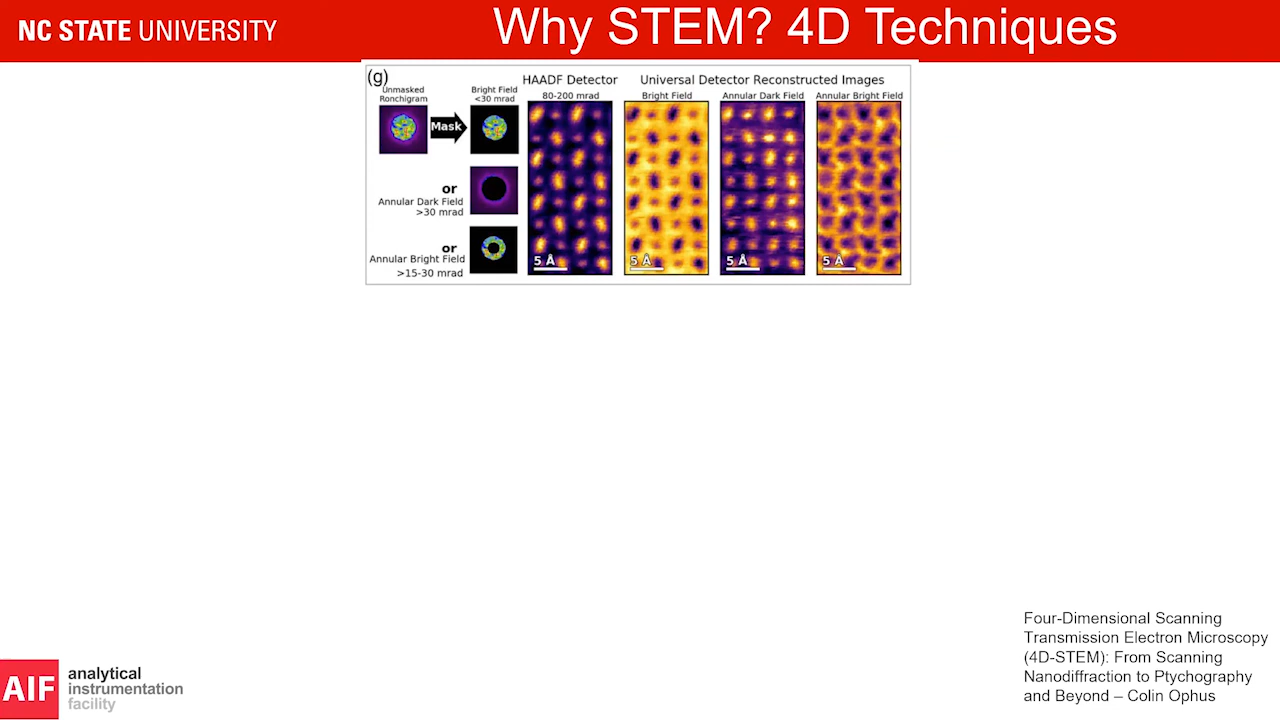 NC STATE UNIVERSITY
Why STEM? 4D Techniques
(g)
Unmasked
Ronchigram
Mask
Bright Field
<30 mrad
or
Annular Dark Field
>30 mrad
or
Annular Bright Field
>15-30 mrad
HAADF Detector
80-200 mrad
Universal Detector Reconstructed Images
Bright Field
Annular Dark Field
Annular Bright Field
5 Å
5 Å
5 Å
5 Å
Four-Dimensional Scanning
Transmission Electron Microscopy
(4D-STEM): From Scanning
Nanodiffraction to Ptychography
and Beyond – Colin Ophus
AIF
analytical
instrumentation
facility